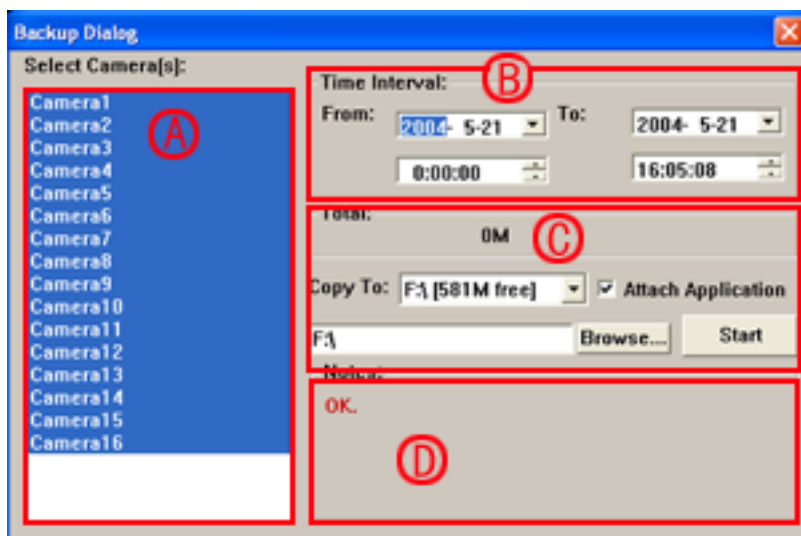 Backup Dialog
Select Camera[s]:
Camera1
Camera2
Camera3
Camera4
Camera5
Camera6
Camera7
Camera8
Camera9
Camera10
Camera11
Camera12
Camera13
Camera14
Camera15
Camera16
A
Time Interval:
B
From: 2004- 5-21 To: 2004- 5-21
0:00:00 16:05:08
Total:
0M
C
Copy To: F:\ [581M free] Attach Application
F:\ Browse.... Start
Notes:
OK.
D